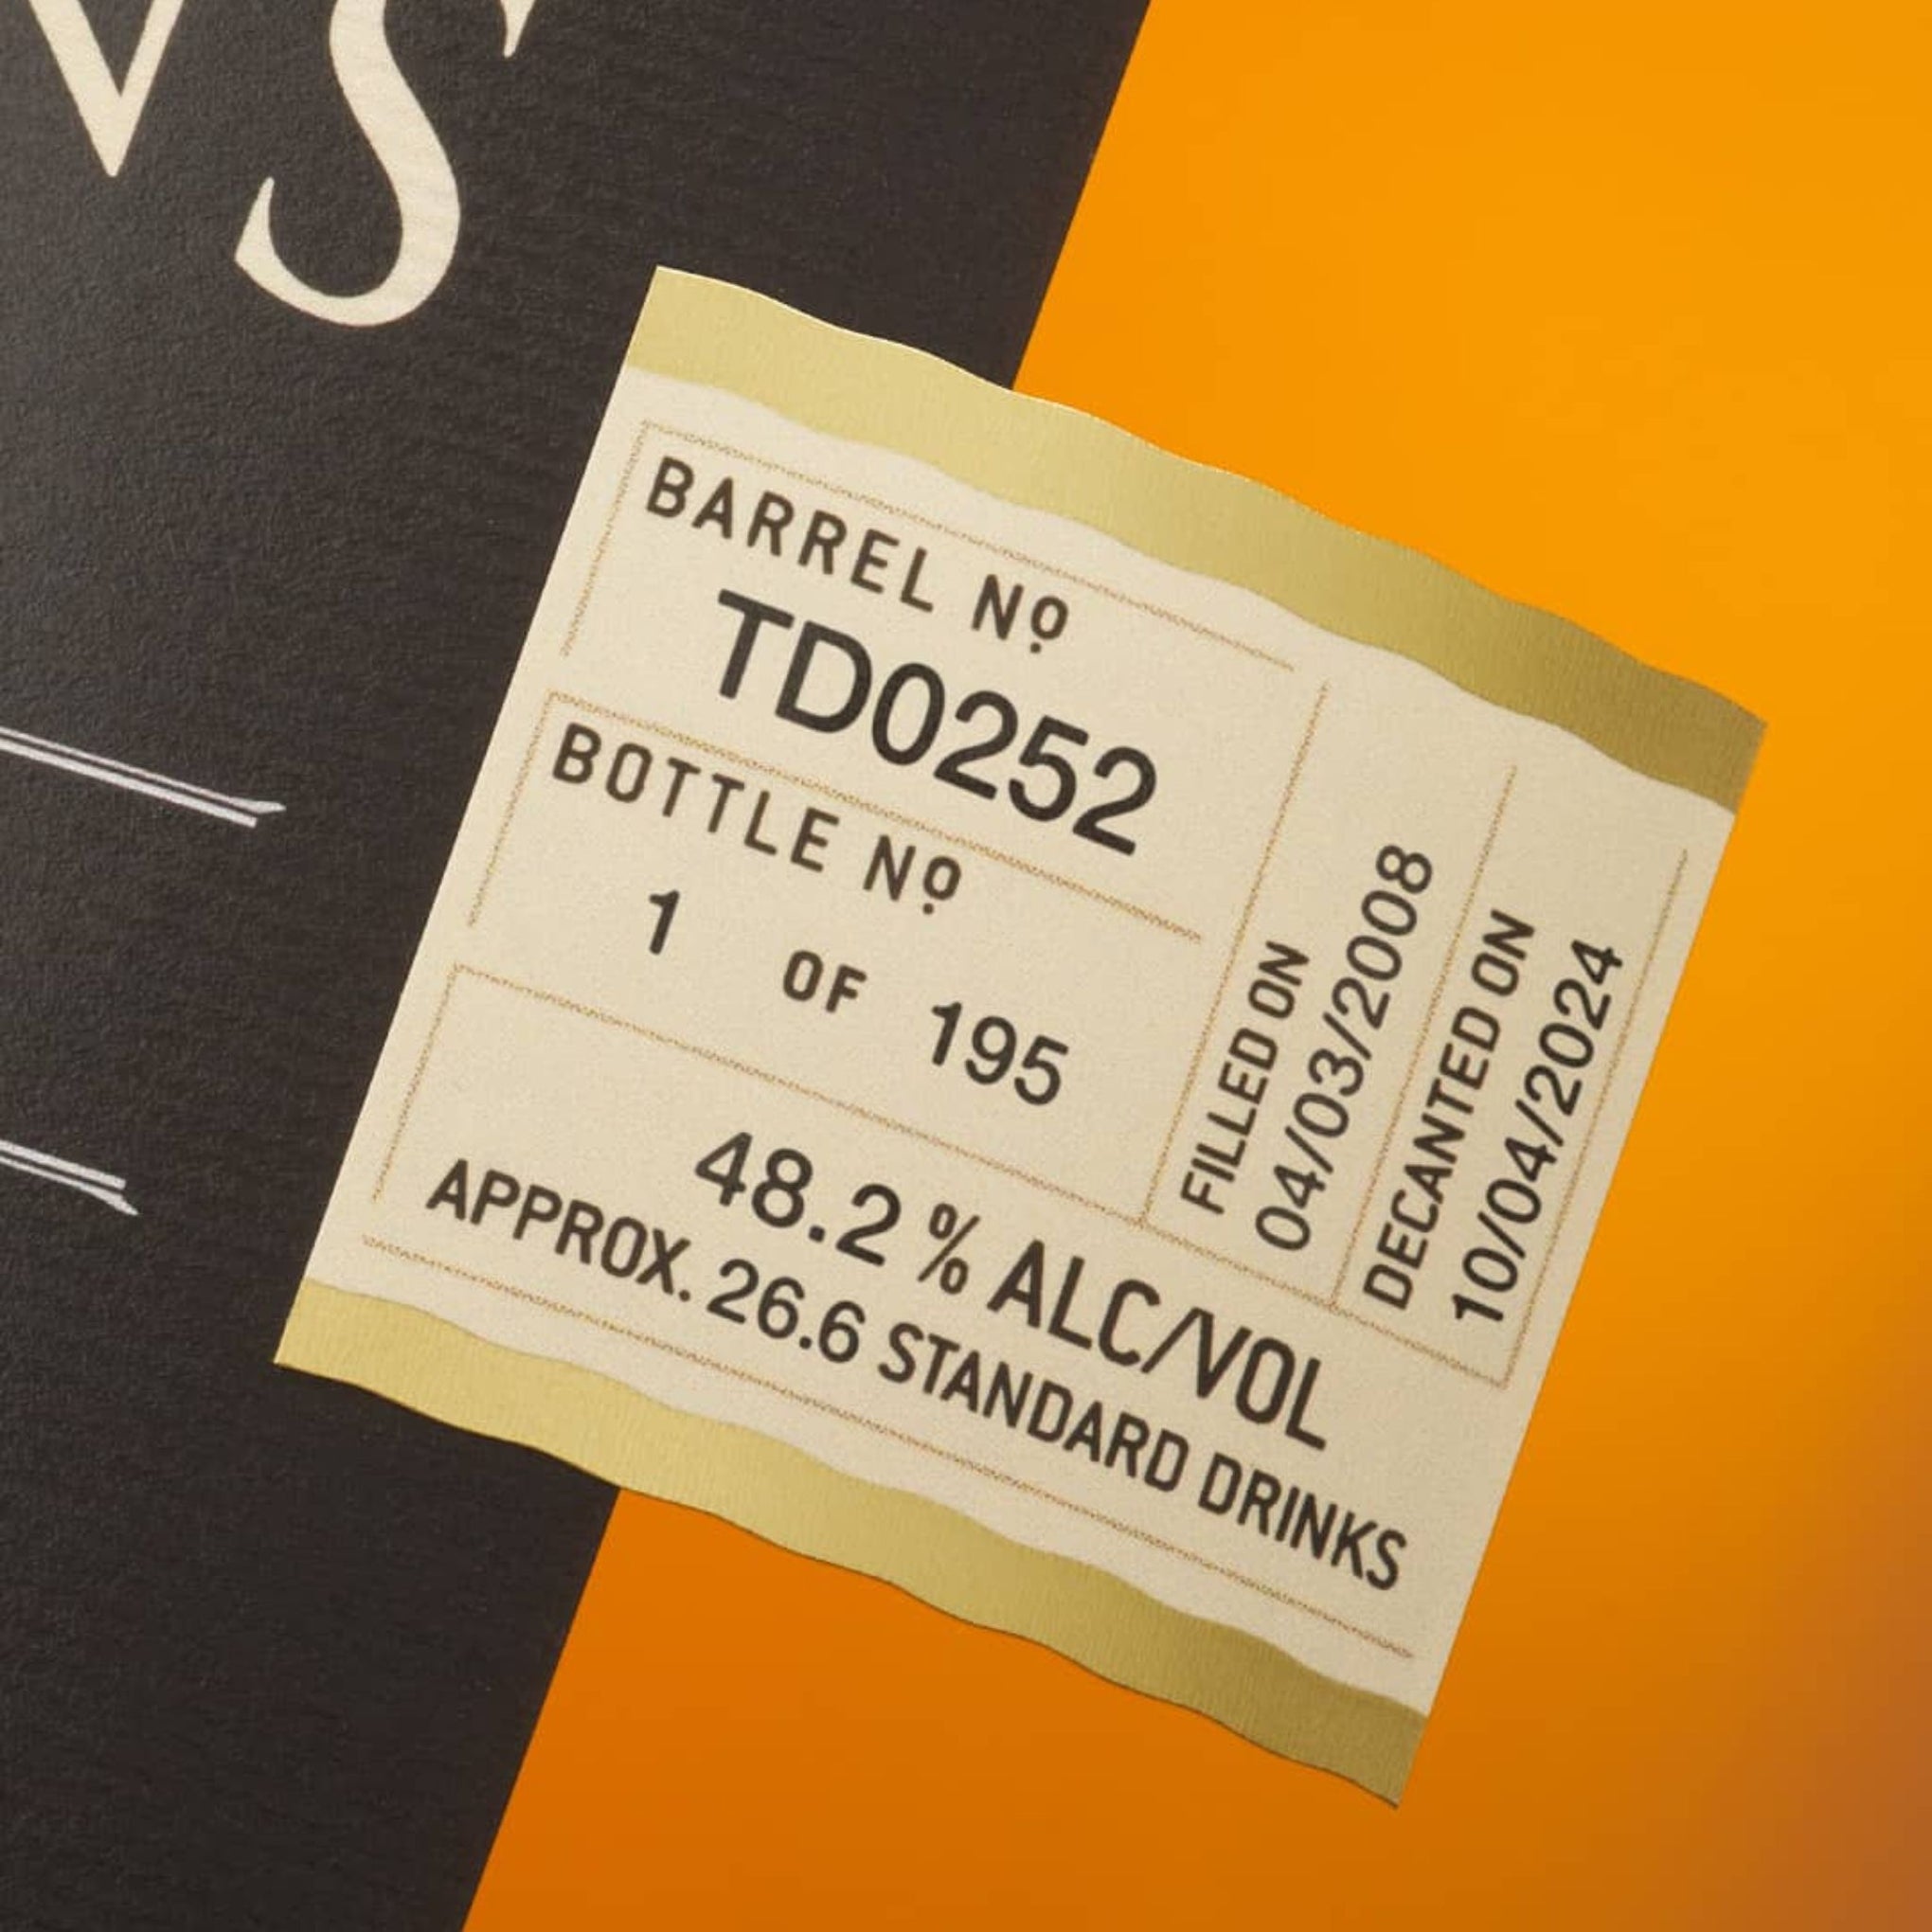 VS
BARREL Nº
TD0252
BOTTLE Nº
1 OF 195
FILLED ON
04/03/2008
DECANTED ON
10/04/2024
48.2 % ALC/VOL
APPROX. 26.6 STANDARD DRINKS